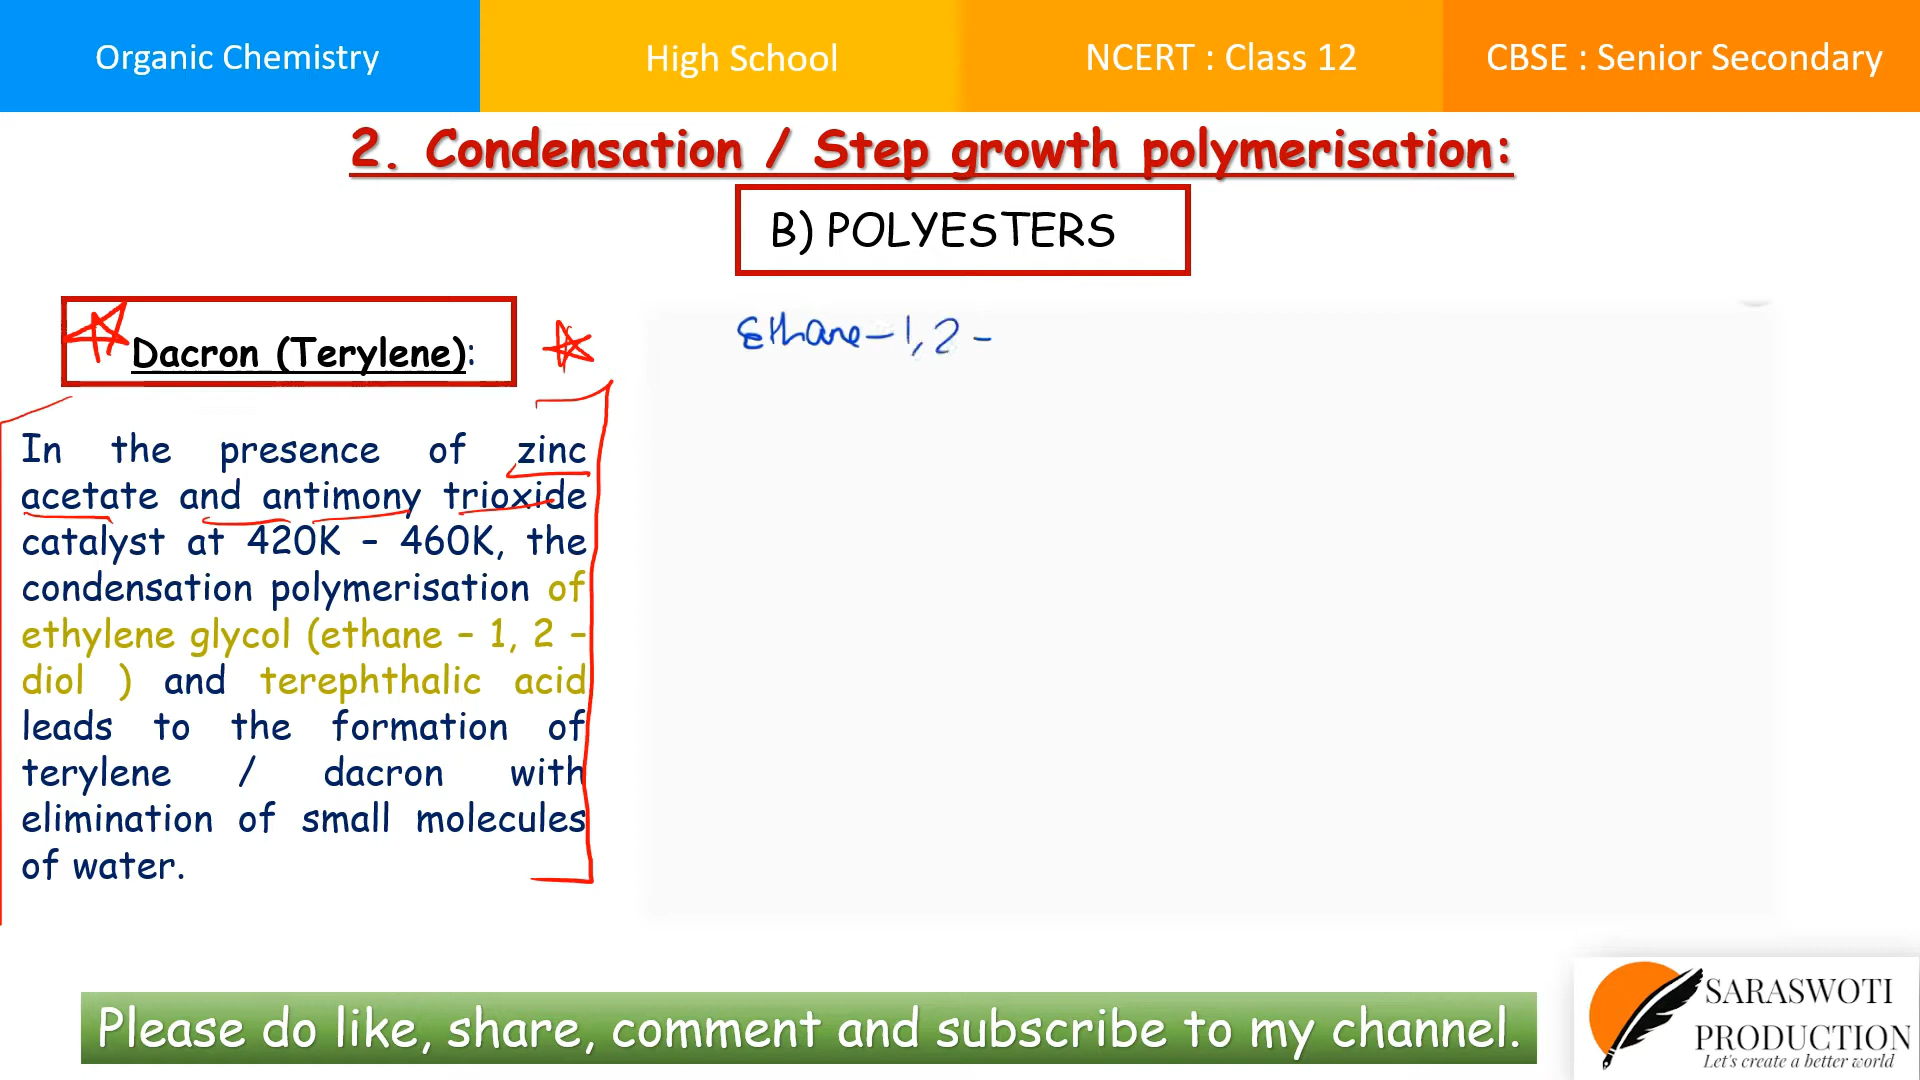 Organic Chemistry
High School
NCERT : Class 12
CBSE : Senior Secondary
2. Condensation / Step growth polymerisation:
B) POLYESTERS
Dacron (Terylene):
Ethane - 1, 2 -
In the presence of zinc
acetate and antimony trioxide
catalyst at 420K – 460K, the
condensation polymerisation of
ethylene glycol (ethane – 1, 2 –
diol ) and terephthalic acid
leads to the formation of
terylene / dacron with
elimination of small molecules
of water.
Please do like, share, comment and subscribe to my channel.
SARASWOTI
PRODUCTION
Let's create a better world